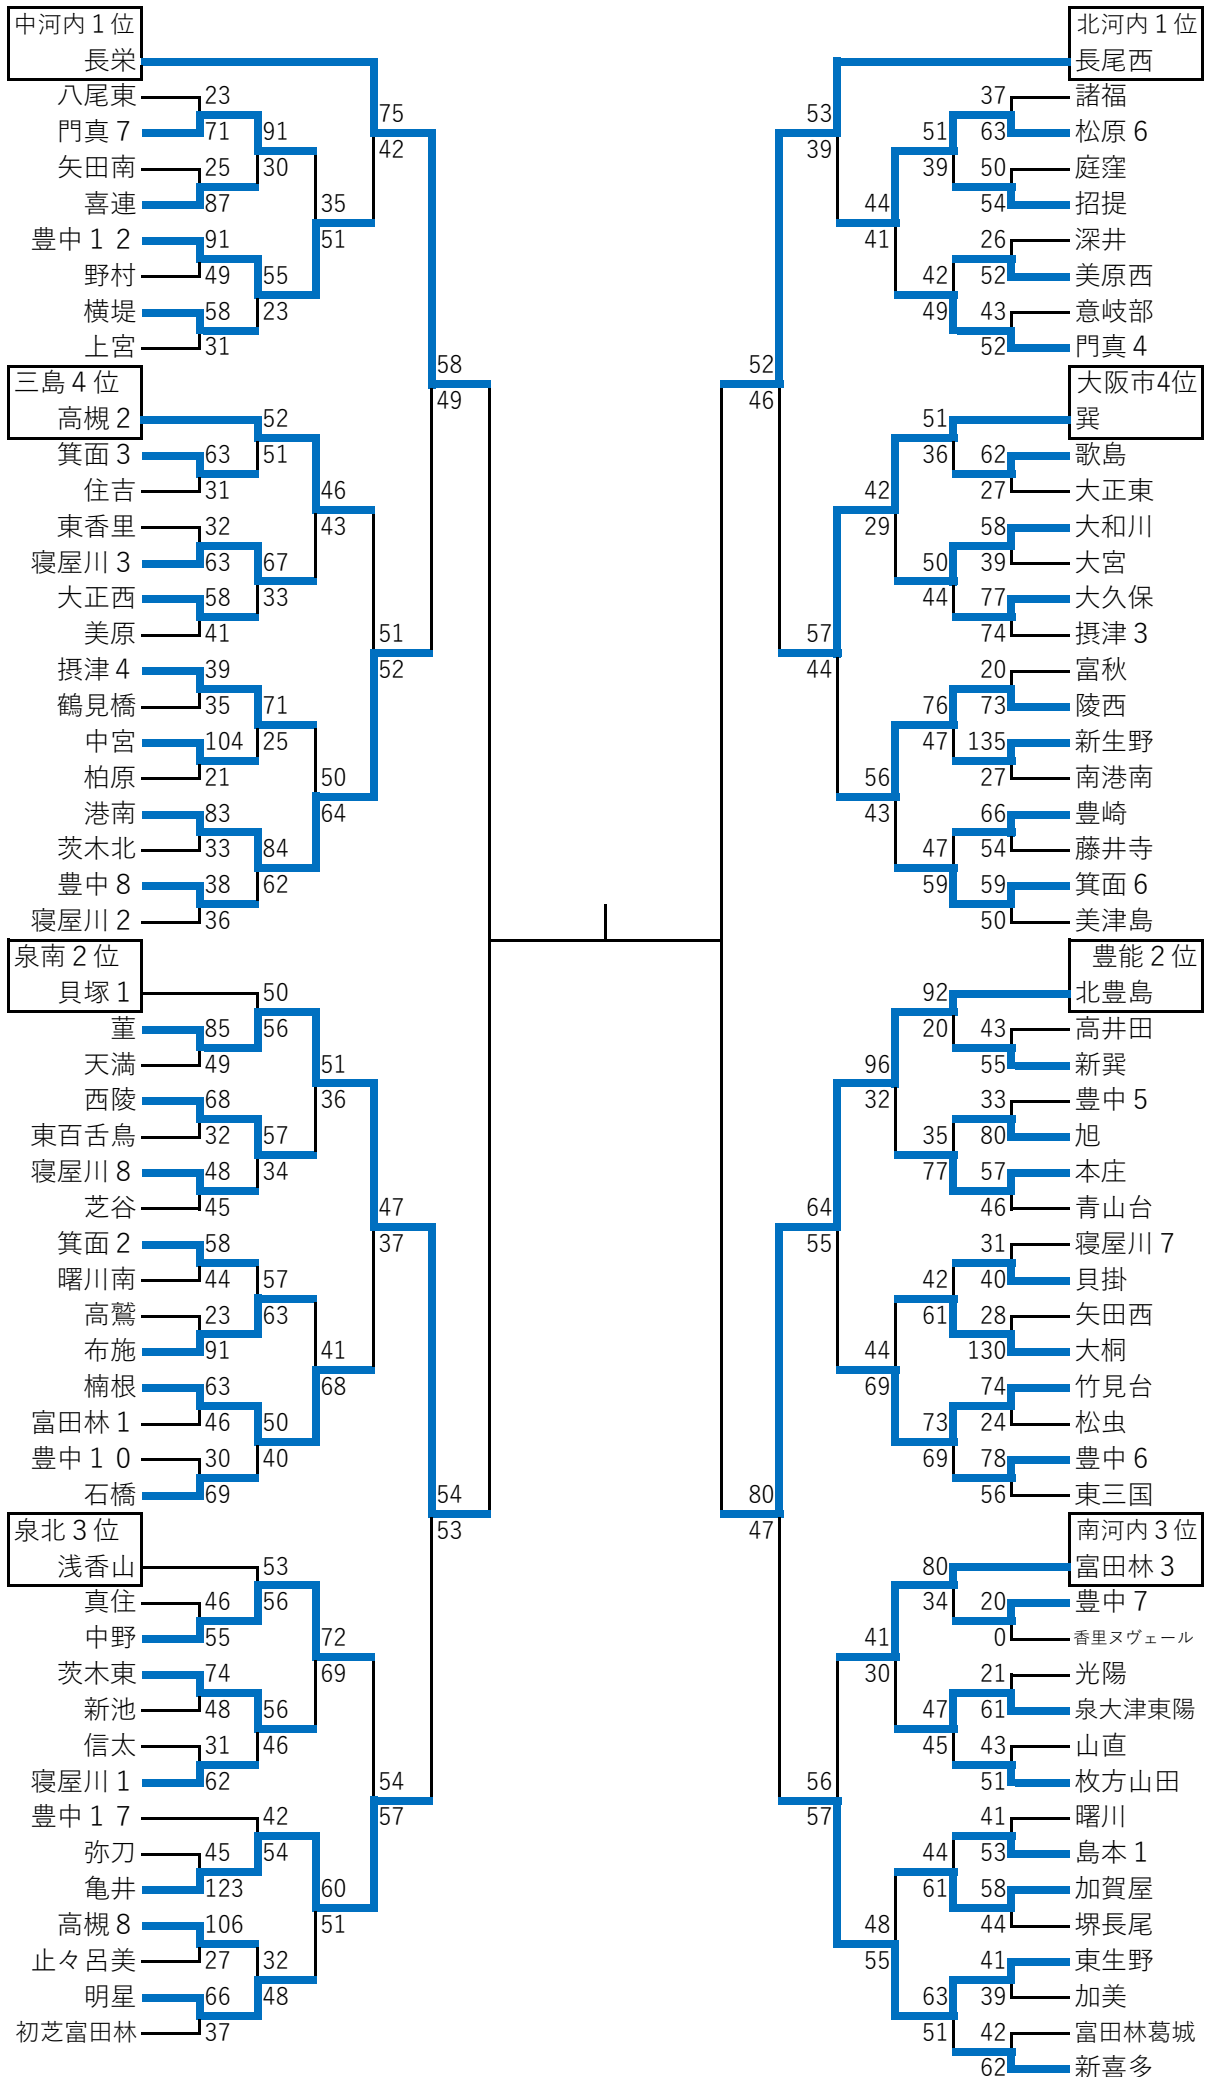 中河内１位 北河内１位
長栄 長尾西
八尾東 23 75 53 37 諸福
門真７ 71 91 42 39 51 63 松原６
矢田南 25 30 39 50 庭窪
喜連 87 35 44 54 招提
豊中１２ 91 51 41 26 深井
野村 49 55 42 52 美原西
横堤 58 23 49 43 意岐部
上宮 31 52 門真４
三島４位 58 52 大阪市4位
高槻２ 52 49 46 51 巽
箕面３ 63 51 36 62 歌島
住吉 31 46 42 27 大正東
東香里 32 43 29 58 大和川
寝屋川３ 63 67 50 39 大宮
大正西 58 33 44 77 大久保
美原 41 51 57 74 摂津３
摂津４ 39 52 44 20 富秋
鶴見橋 35 71 76 73 陵西
中宮 104 25 47 135 新生野
柏原 21 50 56 27 南港南
港南 83 64 43 66 豊崎
茨木北 33 84 47 54 藤井寺
豊中８ 38 62 59 59 箕面６
寝屋川２ 36 50 美津島
泉南２位 豊能２位
貝塚１ 50 92 北豊島
菫 85 56 20 43 高井田
天満 49 51 96 55 新巽
西陵 68 36 32 33 豊中５
東百舌鳥 32 57 35 80 旭
寝屋川８ 48 34 77 57 本庄
芝谷 45 47 64 46 青山台
箕面２ 58 37 55 31 寝屋川７
曙川南 44 57 42 40 貝掛
高鷲 23 63 61 28 矢田西
布施 91 41 44 130 大桐
楠根 63 68 69 74 竹見台
富田林１ 46 50 73 24 松虫
豊中１０ 30 40 69 78 豊中６
石橋 69 54 80 56 東三国
泉北３位 53 47 南河内３位
浅香山 53 80 富田林３
真住 46 56 34 20 豊中７
中野 55 72 41 0 香里ヌヴェール
茨木東 74 69 30 21 光陽
新池 48 56 47 61 泉大津東陽
信太 31 46 45 43 山直
寝屋川１ 62 54 56 51 枚方山田
豊中１７ 42 57 57 41 曙川
弥刀 45 54 44 53 島本１
亀井 123 60 61 58 加賀屋
高槻８ 106 51 48 44 堺長尾
止々呂美 27 32 55 41 東生野
明星 66 48 63 39 加美
初芝富田林 37 51 42 富田林葛城
62 新喜多